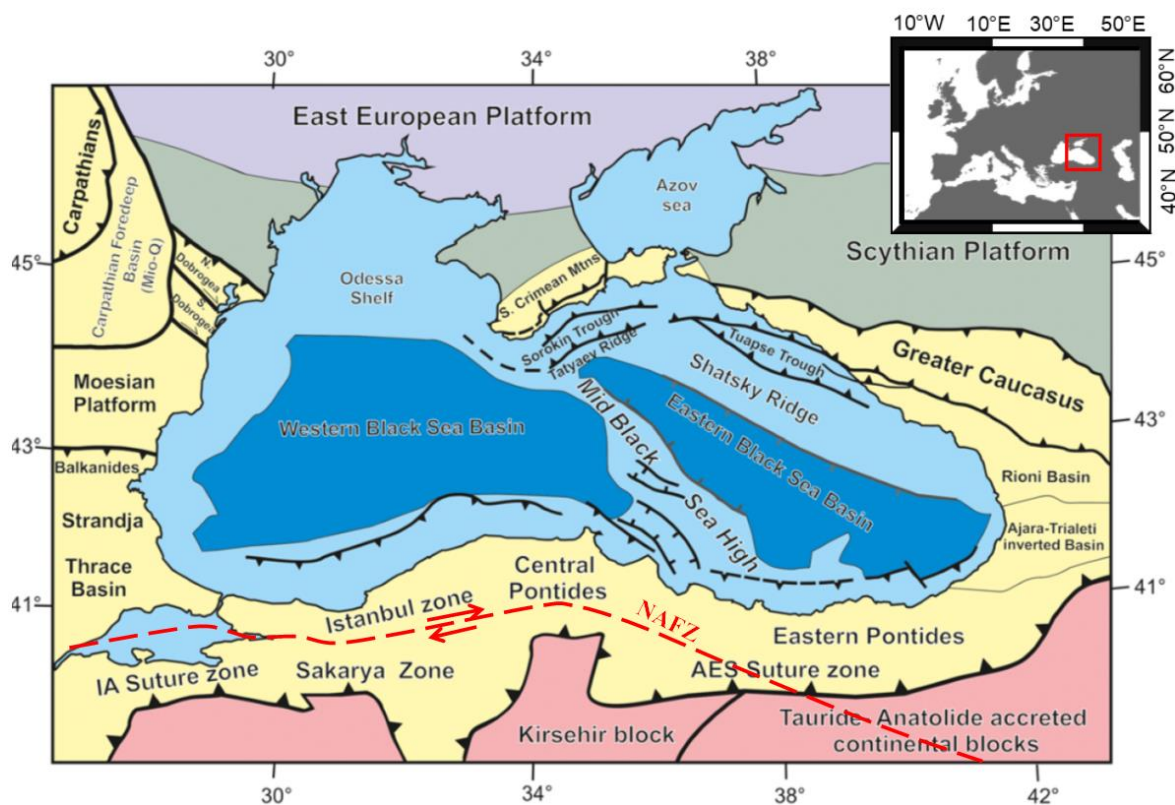 10°W 10°E 30°E 50°E
60°N
50°N
40°N
30° 34° 38°
East European Platform
Azov
sea
Scythian Platform
Carpathians
Carpathian Foredeep
Basin
(Mio-Q)
N.
Dobrogea
S.
Dobrogea
45°
45°
Odessa
Shelf
S. Crimean Mtns
Sorokin Trough
Tatyaev Ridge
Tuapse Trough
Shatsky Ridge
Greater Caucasus
Moesian
Platform
43°
43°
Western Black Sea Basin
Mid Black
Sea High
Eastern Black Sea Basin
Balkanides
Strandja
Thrace
Basin
Rioni Basin
Ajara-Trialeti
inverted Basin
41°
41°
Central
Pontides
Istanbul zone
NAFZ
Eastern Pontides
IA Suture zone
Sakarya Zone
AES Suture zone
Kirsehir block
Tauride Anatolide accreted
continental blocks
30° 34° 38° 42°